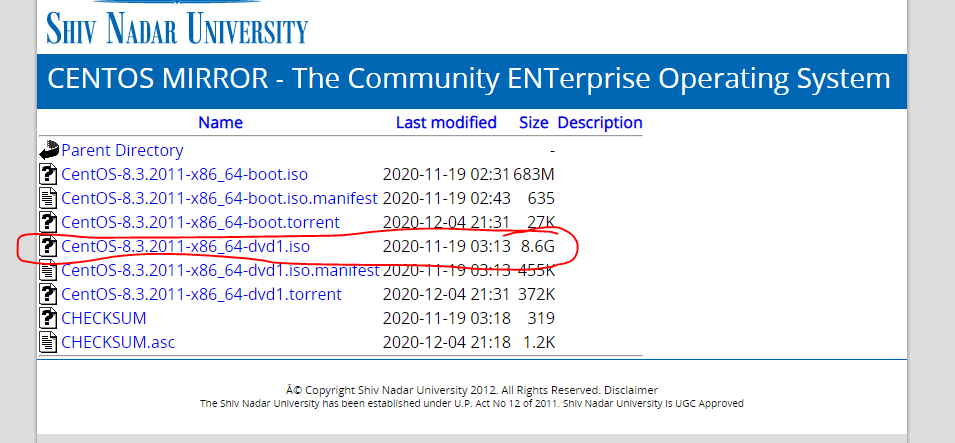 SHIV NADAR UNIVERSITY
CENTOS MIRROR - The Community ENTerprise Operating System
Name Last modified Size Description
Parent Directory -
CentOS-8.3.2011-x86_64-boot.iso 2020-11-19 02:31 683M
CentOS-8.3.2011-x86_64-boot.iso.manifest 2020-11-19 02:43 635
CentOS-8.3.2011-x86_64-boot.torrent 2020-12-04 21:31 27K
CentOS-8.3.2011-x86_64-dvd1.iso 2020-11-19 03:13 8.6G
CentOS-8.3.2011-x86_64-dvd1.iso.manifest 2020-11-19 03:13 455K
CentOS-8.3.2011-x86_64-dvd1.torrent 2020-12-04 21:31 372K
CHECKSUM 2020-11-19 03:18 319
CHECKSUM.asc 2020-12-04 21:18 1.2K
Â© Copyright Shiv Nadar University 2012. All Rights Reserved. Disclaimer
The Shiv Nadar University has been established under U.P. Act No 12 of 2011. Shiv Nadar University is UGC Approved